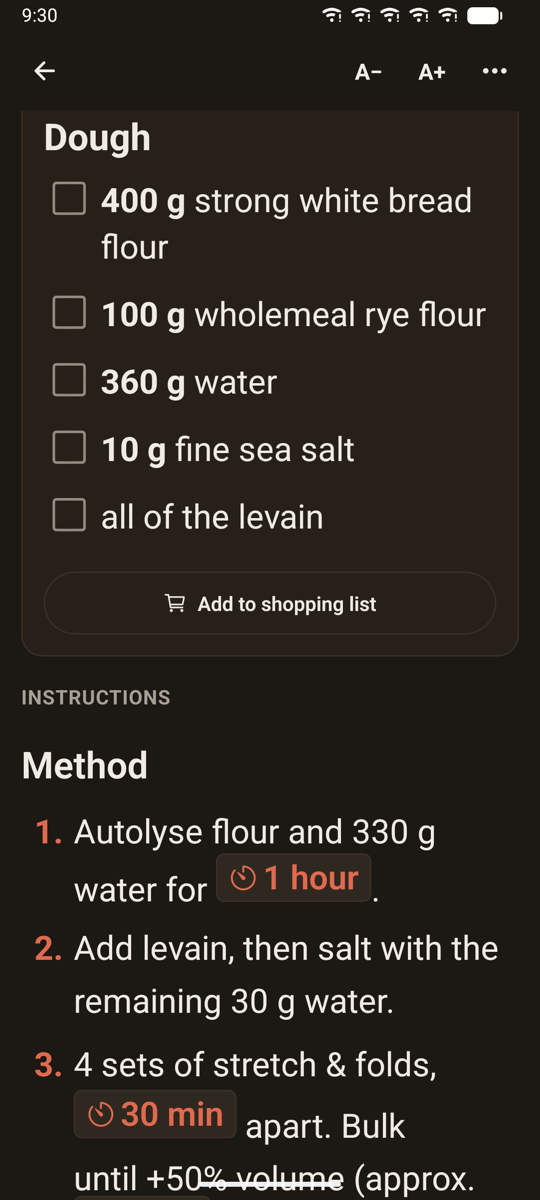 9:30
A− A+
Dough
400 g strong white bread
flour
100 g wholemeal rye flour
360 g water
10 g fine sea salt
all of the levain
Add to shopping list
INSTRUCTIONS
Method
1. Autolyse flour and 330 g
water for 1 hour.
2. Add levain, then salt with the
remaining 30 g water.
3. 4 sets of stretch & folds,
30 min apart. Bulk
until +50% volume (approx.